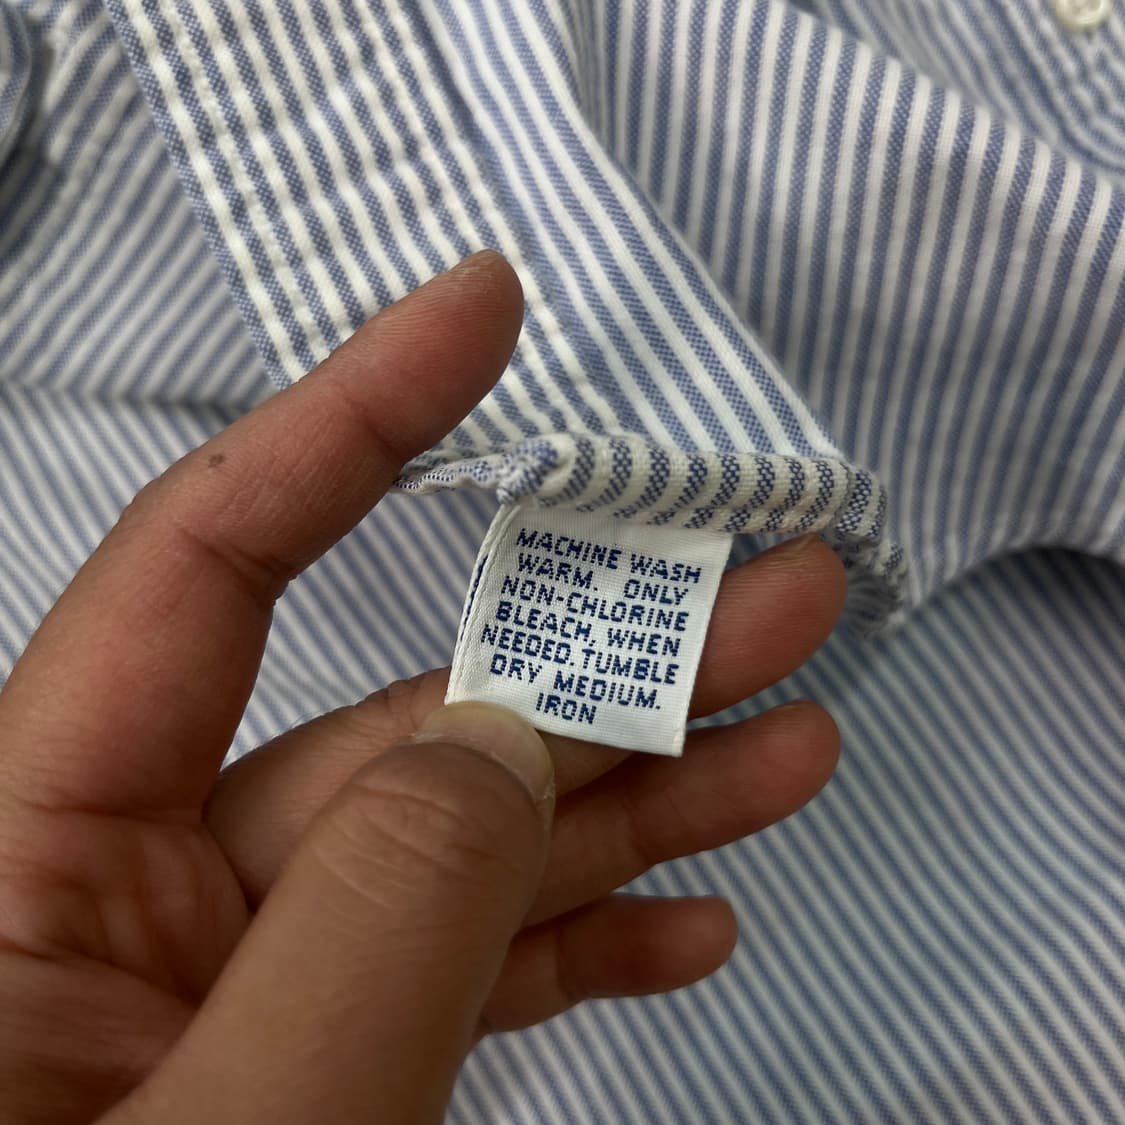 MACHINE WASH
WARM. ONLY
NON-CHLORINE
BLEACH, WHEN
NEEDED. TUMBLE
DRY MEDIUM.
IRON